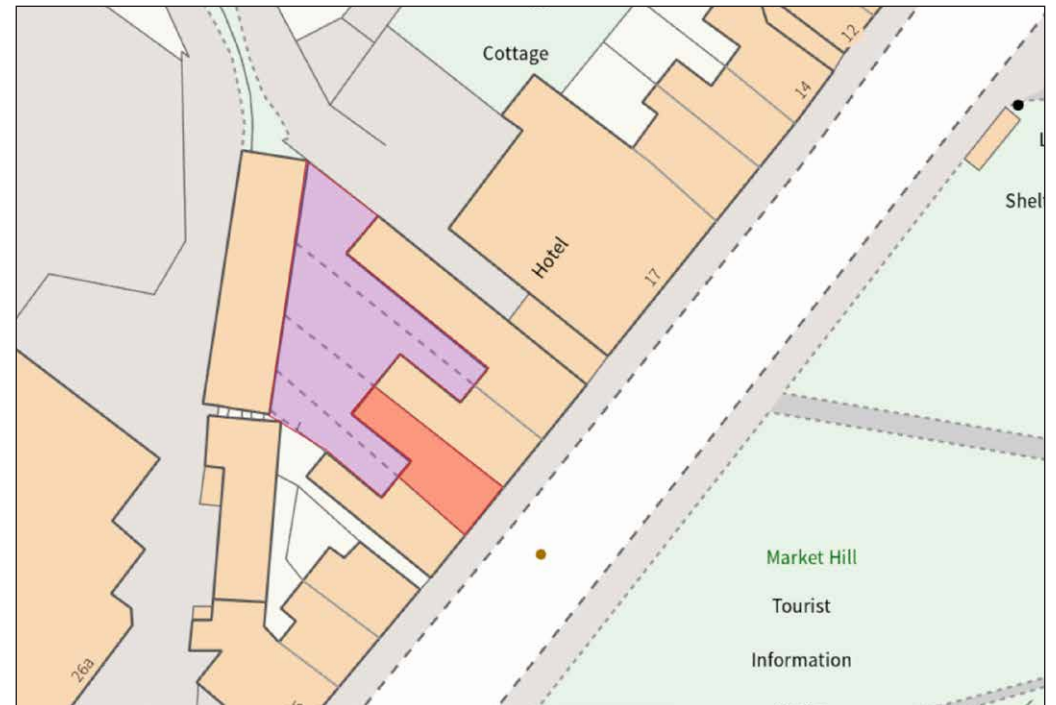 Cottage
12
14
Shel
Hotel
17
Market Hill
Tourist
Information
26a